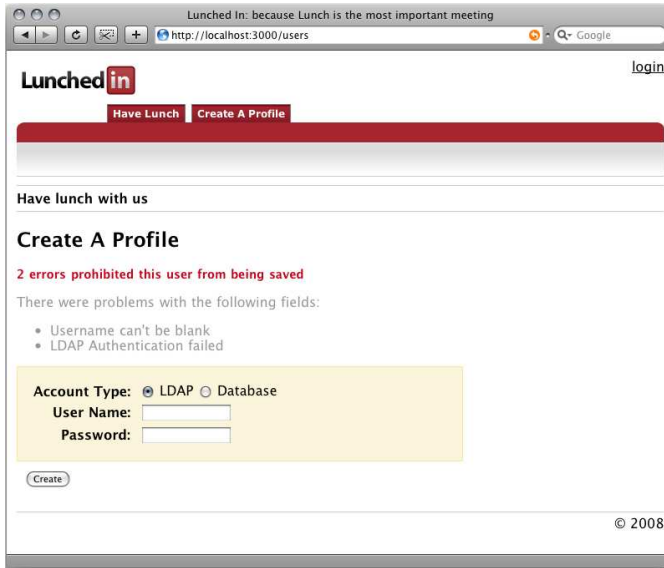 Lunched In: because Lunch is the most important meeting
http://localhost:3000/users
Google
login
Lunched in
Have Lunch Create A Profile
Have lunch with us
Create A Profile
2 errors prohibited this user from being saved
There were problems with the following fields:
• Username can't be blank
• LDAP Authentication failed
Account Type: LDAP Database
User Name:
Password:
Create
© 2008